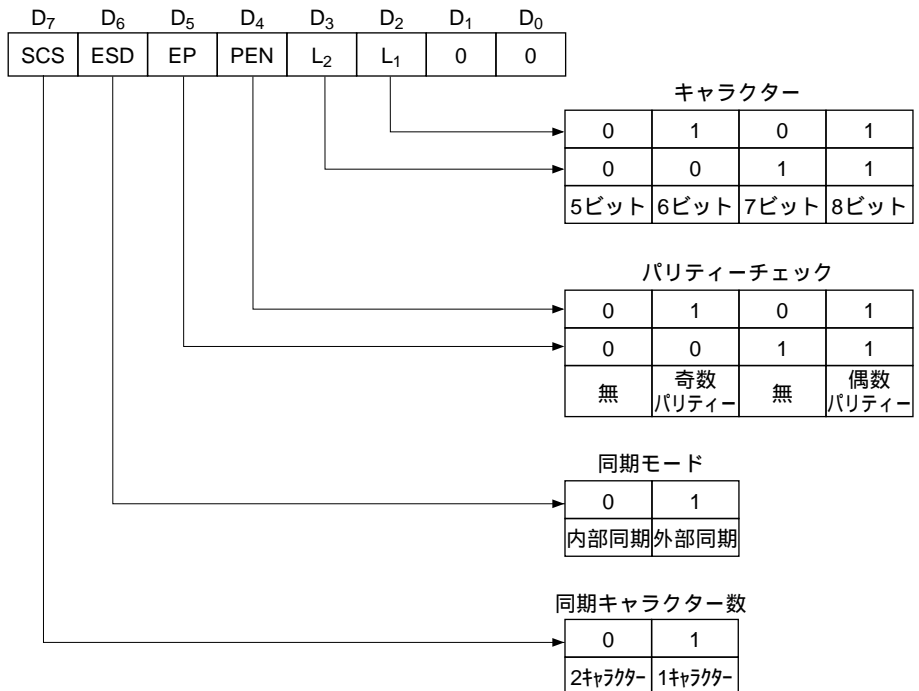 D7 D6 D5 D4 D3 D2 D1 D0
SCS ESD EP PEN L2 L1 0 0
キャラクター
0 1 0 1
0 0 1 1
5ビット 6ビット 7ビット 8ビット
パリティーチェック
0 1 0 1
0 0 1 1
無 奇数パリティー 無 偶数パリティー
同期モード
0 1
内部同期 外部同期
同期キャラクター数
0 1
2キャラクター 1キャラクター